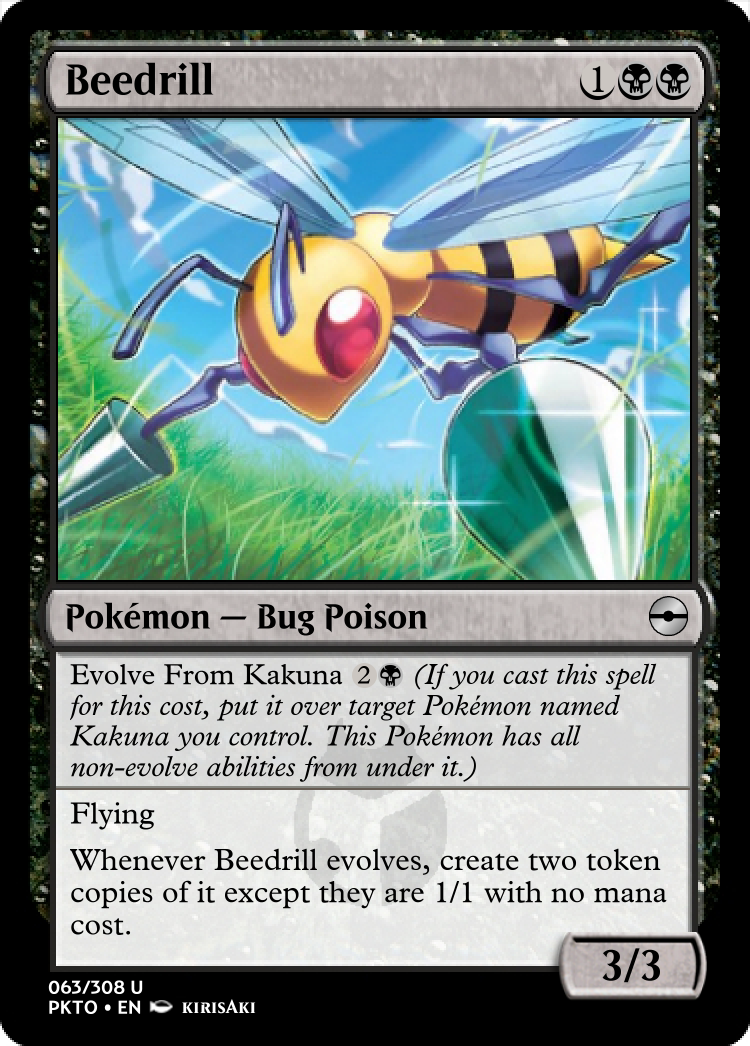 Beedrill 1
Pokémon — Bug Poison
Evolve From Kakuna 2 (If you cast this spell
for this cost, put it over target Pokémon named
Kakuna you control. This Pokémon has all
non-evolve abilities from under it.)
Flying
Whenever Beedrill evolves, create two token
copies of it except they are 1/1 with no mana
cost.
3/3
063/308 U
PKTO • EN KIRISAKI